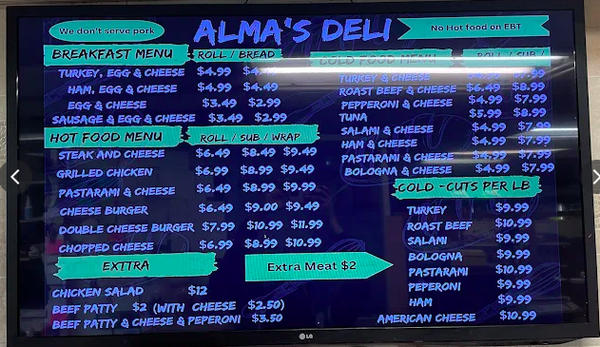 We don't serve pork
ALMA'S DELI
No Hot food on EBT
BREAKFAST MENU ROLL / BREAD
TURKEY, EGG & CHEESE $4.99
HAM, EGG & CHEESE $4.99 $4.49
EGG & CHEESE $3.49 $2.99
SAUSAGE & EGG & CHEESE $3.49 $2.99
HOT FOOD MENU ROLL / SUB / WRAP
STEAK AND CHEESE $6.49 $8.49 $9.49
GRILLED CHICKEN $6.99 $8.99 $9.49
PASTARAMI & CHEESE $6.49 $8.99 $9.99
CHEESE BURGER $6.49 $9.00 $9.49
DOUBLE CHEESE BURGER $7.99 $10.99 $11.99
CHOPPED CHEESE $6.99 $8.99 $10.99
EXTTRA
Extra Meat $2
CHICKEN SALAD $12
BEEF PATTY $2 (WITH CHEESE $2.50)
BEEF PATTY & CHEESE & PEPERONI $3.50
COLD FOOD MENU ROLL / SUB /
TURKEY & CHEESE $7.99
ROAST BEEF & CHEESE $6.49 $8.99
PEPPERONI & CHEESE $4.99 $7.99
TUNA $5.99 $8.99
SALAMI & CHEESE $4.99 $7.99
HAM & CHEESE $4.99 $7.99
PASTARAMI & CHEESE $4.99 $7.99
BOLOGNA & CHEESE $4.99 $7.99
COLD -CUTS PER LB
TURKEY $9.99
ROAST BEEF $10.99
SALAMI $9.99
BOLOGNA $9.99
PASTARAMI $10.99
PEPERONI $9.99
HAM $9.99
AMERICAN CHEESE $10.99
LG